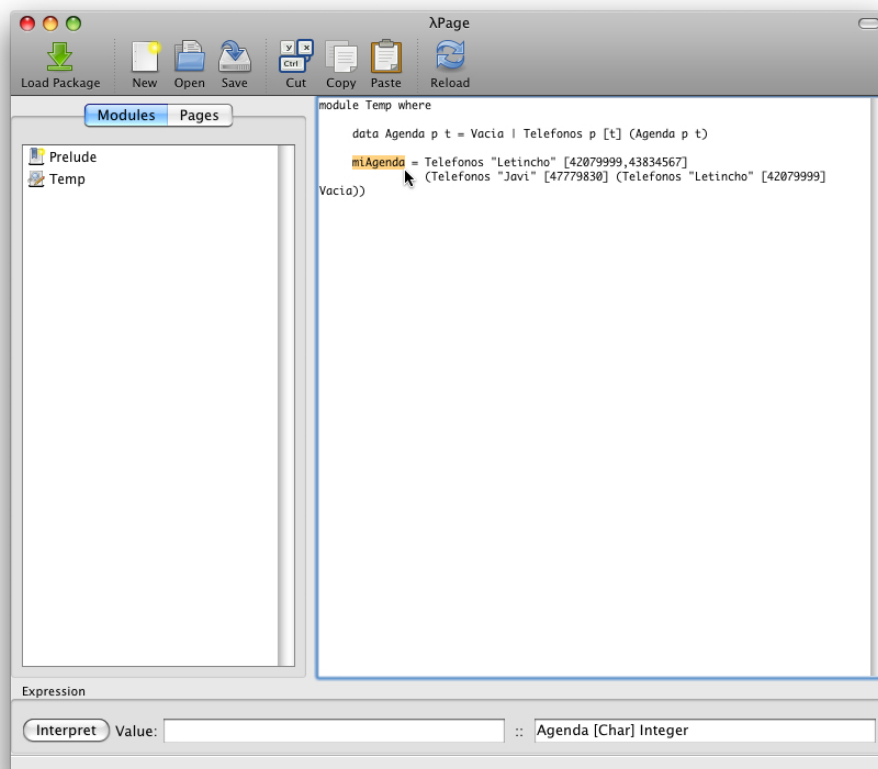 λPage
Load Package New Open Save y x Ctrl Cut Copy Paste Reload
Modules Pages
Prelude
Temp
module Temp where
data Agenda p t = Vacia | Telefonos p [t] (Agenda p t)
miAgenda = Telefonos "Letincho" [42079999,43834567]
(Telefonos "Javi" [47779830] (Telefonos "Letincho" [42079999]
Vacia))
Expression
Interpret Value: :: Agenda [Char] Integer